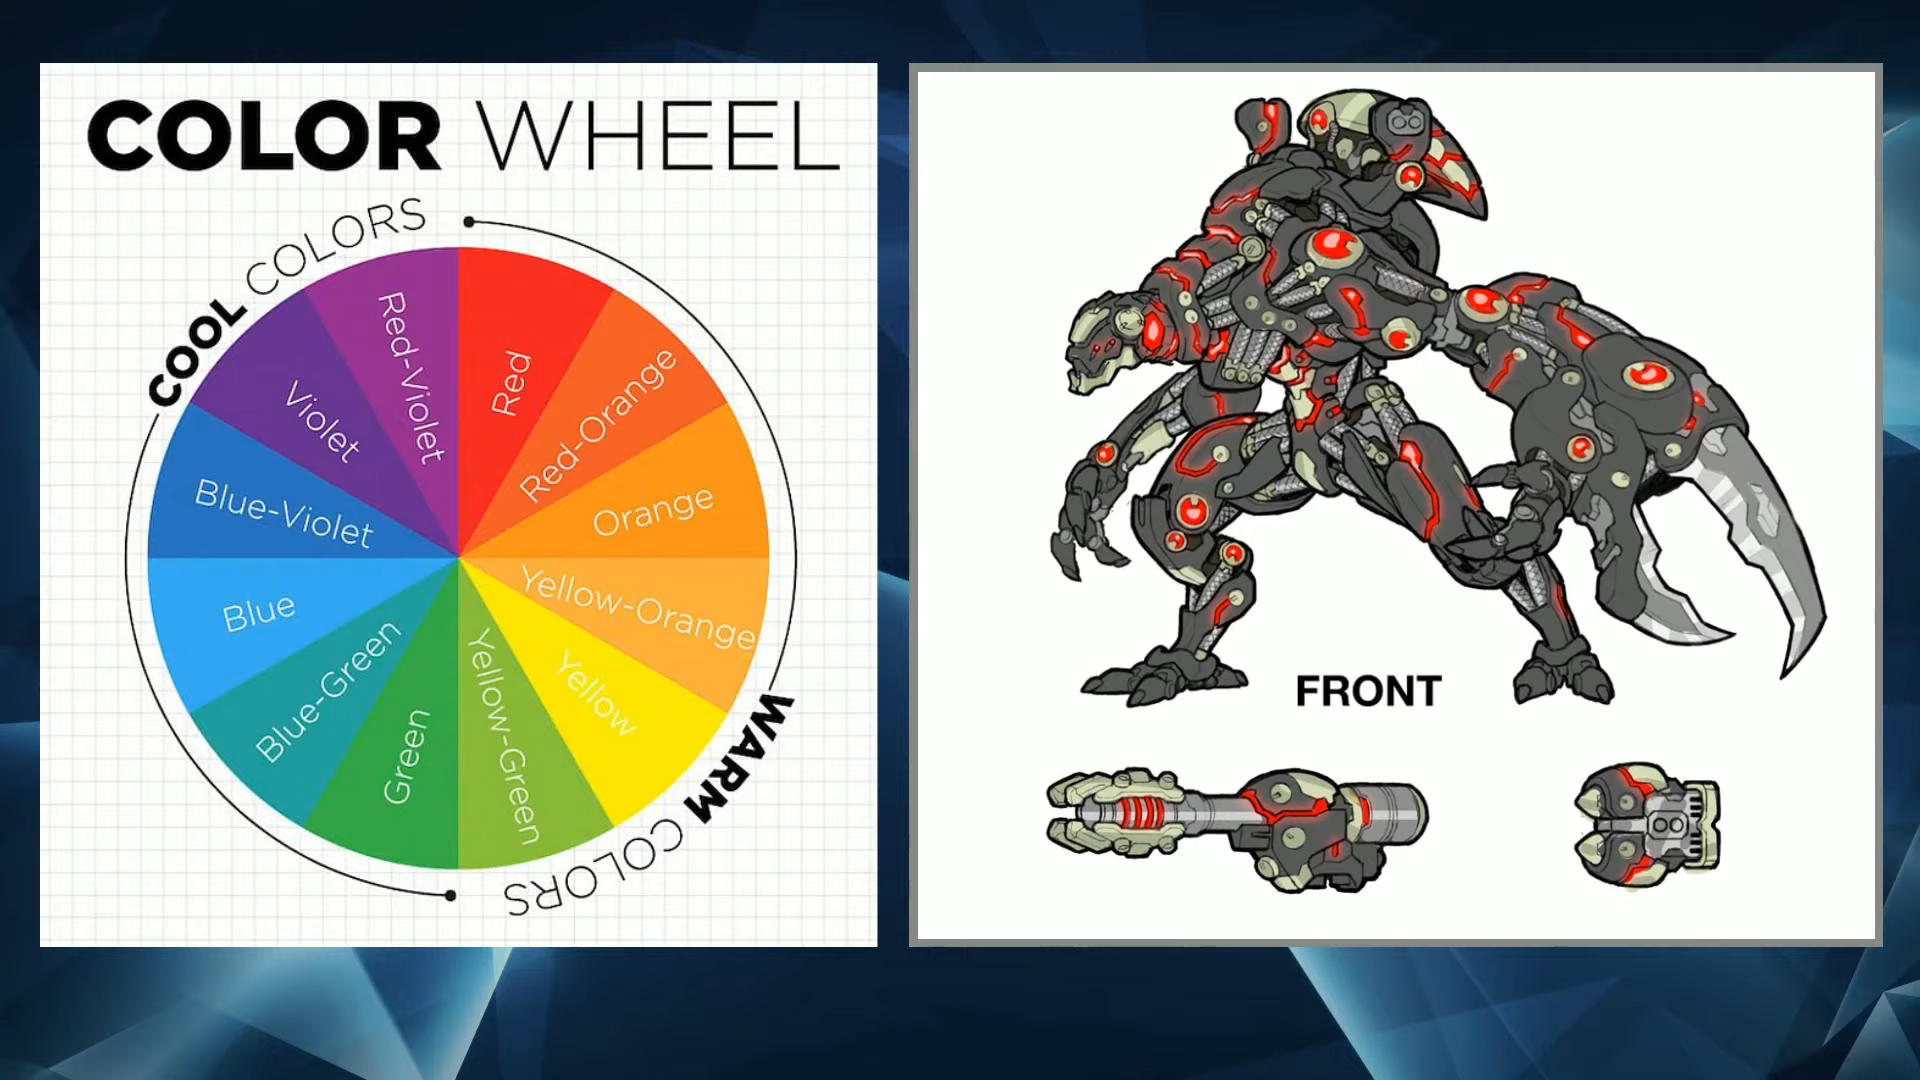 COLOR WHEEL
COOL COLORS
Red-Violet
Red
Violet
Red-Orange
Blue-Violet
Orange
Blue
Yellow-Orange
Blue-Green
Yellow
Green
Yellow-Green
WARM COLORS
FRONT